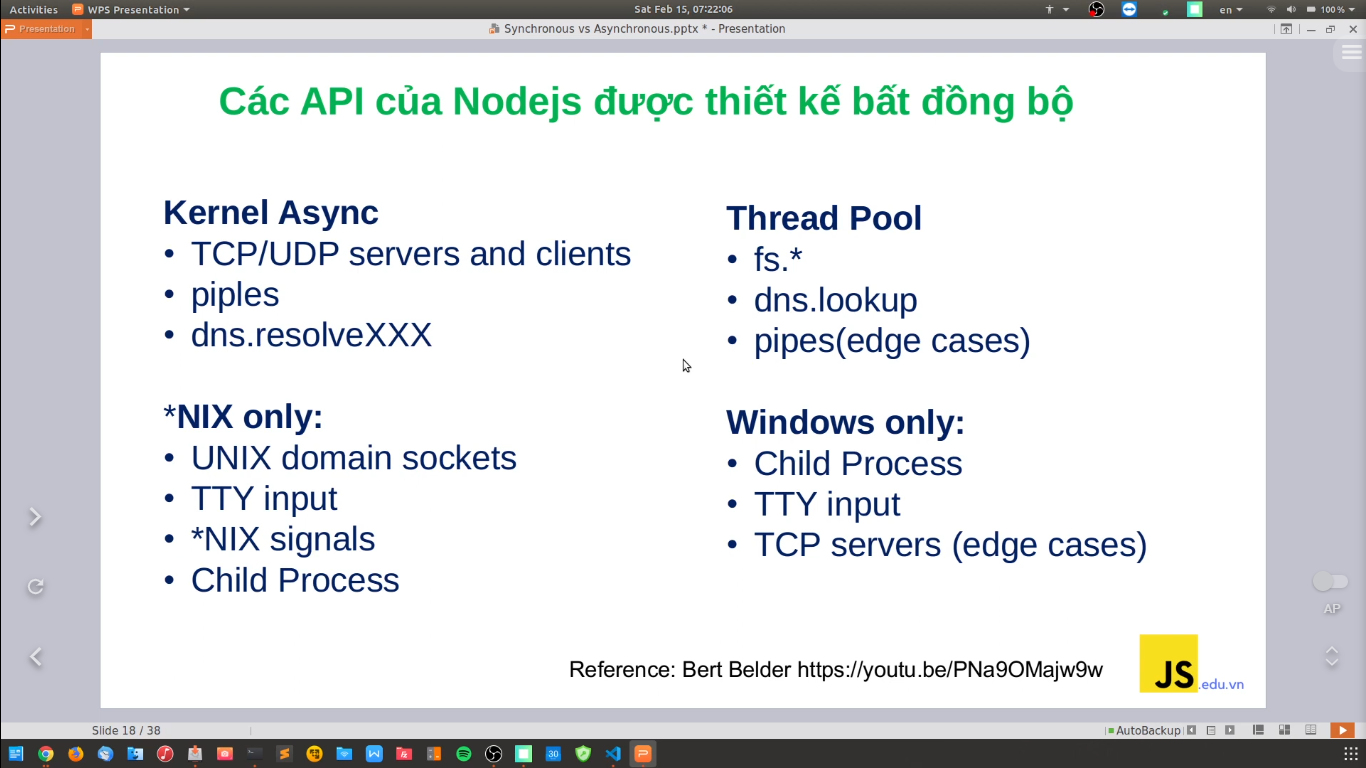 Activities WPS Presentation Sat Feb 15, 07:22:06 en 100 %
Presentation Synchronous vs Asynchronous.pptx * - Presentation
Các API của Nodejs được thiết kế bất đồng bộ
Kernel Async
• TCP/UDP servers and clients
• piples
• dns.resolveXXX
*NIX only:
• UNIX domain sockets
• TTY input
• *NIX signals
• Child Process
Thread Pool
• fs.*
• dns.lookup
• pipes(edge cases)
Windows only:
• Child Process
• TTY input
• TCP servers (edge cases)
AP
Reference: Bert Belder https://youtu.be/PNa9OMajw9w
JS.edu.vn
Slide 18 / 38 AutoBackup
30